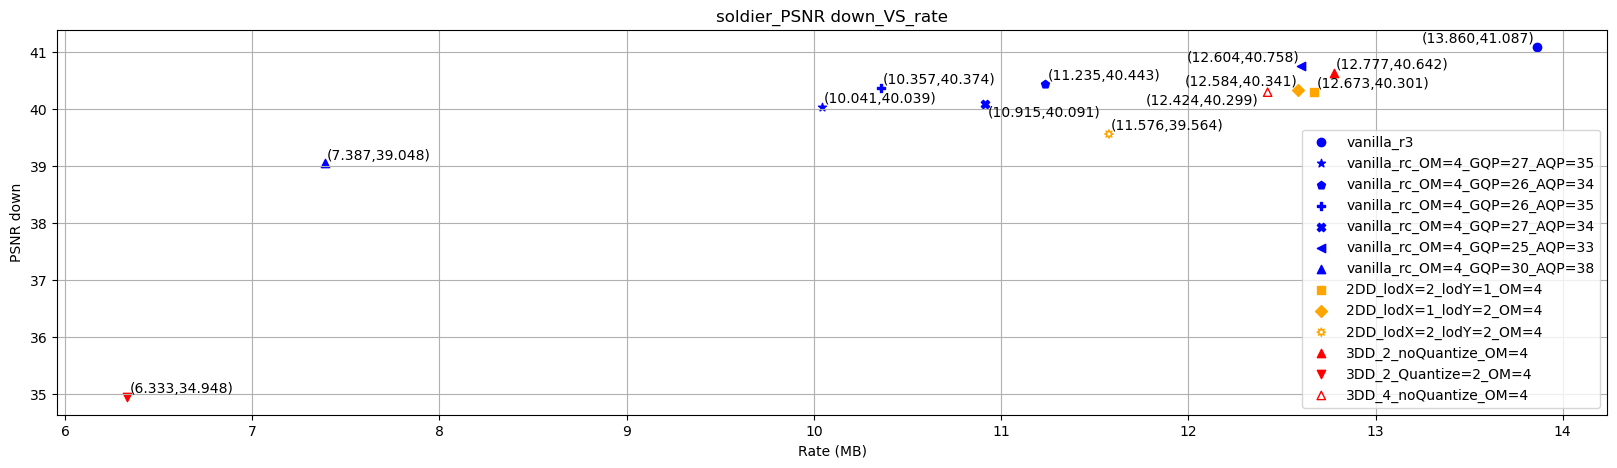 soldier_PSNR down_VS_rate
PSNR down
41
40
39
38
37
36
35
(13.860,41.087)
(12.604,40.758)
(12.777,40.642)
(10.357,40.374)
(11.235,40.443)
(12.584,40.341)
(12.673,40.301)
(10.041,40.039)
(12.424,40.299)
(10.915,40.091)
(11.576,39.564)
(7.387,39.048)
(6.333,34.948)
vanilla_r3
vanilla_rc_OM=4_GQP=27_AQP=35
vanilla_rc_OM=4_GQP=26_AQP=34
vanilla_rc_OM=4_GQP=26_AQP=35
vanilla_rc_OM=4_GQP=27_AQP=34
vanilla_rc_OM=4_GQP=25_AQP=33
vanilla_rc_OM=4_GQP=30_AQP=38
2DD_lodX=2_lodY=1_OM=4
2DD_lodX=1_lodY=2_OM=4
2DD_lodX=2_lodY=2_OM=4
3DD_2_noQuantize_OM=4
3DD_2_Quantize=2_OM=4
3DD_4_noQuantize_OM=4
6 7 8 9 10 11 12 13 14
Rate (MB)